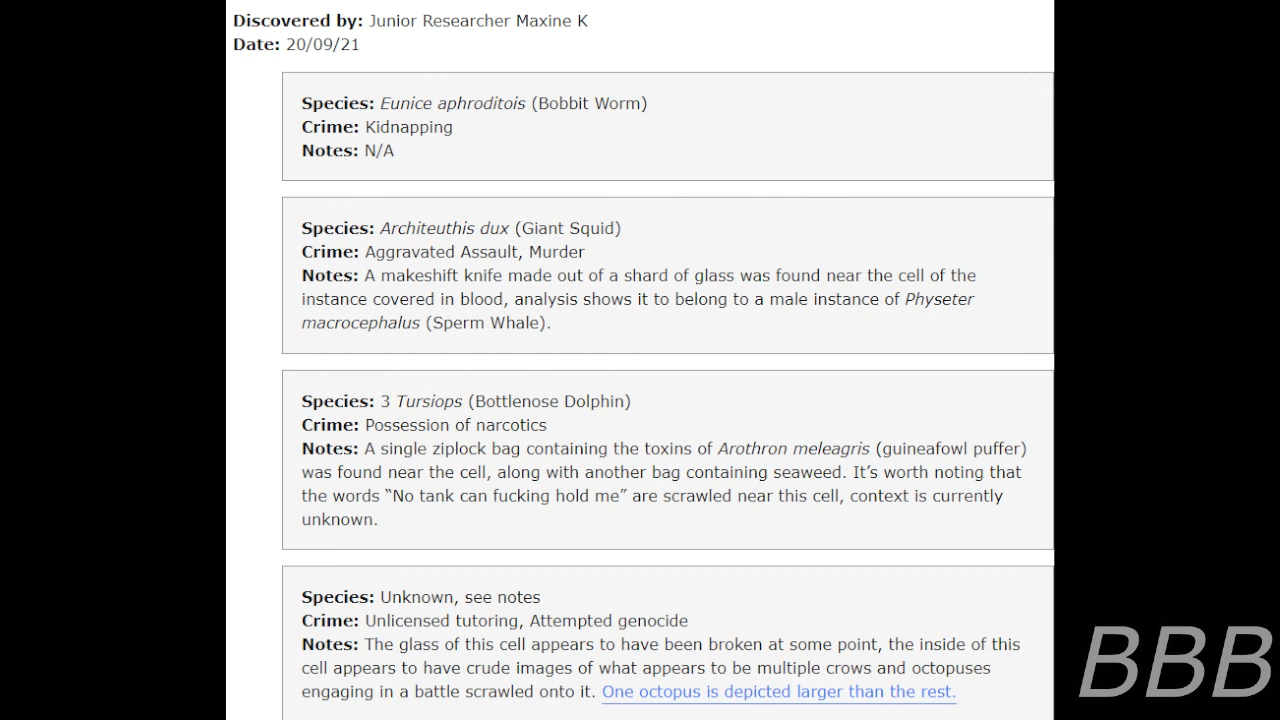 Discovered by: Junior Researcher Maxine K
Date: 20/09/21
Species: Eunice aphroditois (Bobbit Worm)
Crime: Kidnapping
Notes: N/A
Species: Architeuthis dux (Giant Squid)
Crime: Aggravated Assault, Murder
Notes: A makeshift knife made out of a shard of glass was found near the cell of the
instance covered in blood, analysis shows it to belong to a male instance of Physeter
macrocephalus (Sperm Whale).
Species: 3 Tursiops (Bottlenose Dolphin)
Crime: Possession of narcotics
Notes: A single ziplock bag containing the toxins of Arothron meleagris (guineafowl puffer)
was found near the cell, along with another bag containing seaweed. It’s worth noting that
the words “No tank can fucking hold me” are scrawled near this cell, context is currently
unknown.
Species: Unknown, see notes
Crime: Unlicensed tutoring, Attempted genocide
Notes: The glass of this cell appears to have been broken at some point, the inside of this
cell appears to have crude images of what appears to be multiple crows and octopuses
engaging in a battle scrawled onto it. One octopus is depicted larger than the rest.
BBB